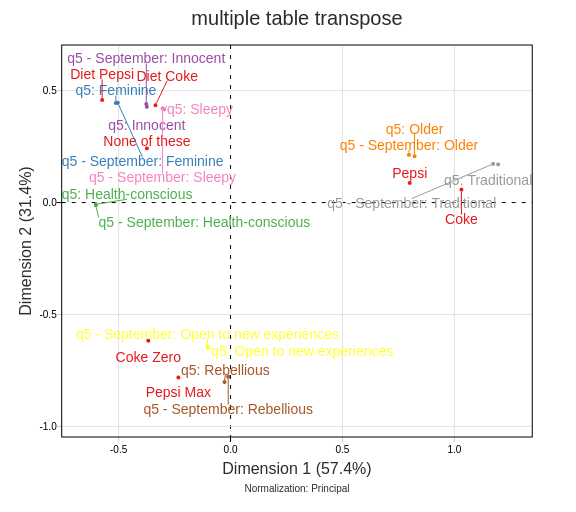 multiple table transpose
q5 - September: Innocent
Diet Pepsi
Diet Coke
q5: Feminine
q5: Sleepy
q5: Innocent
None of these
q5 - September: Feminine
q5 - September: Sleepy
q5: Health-conscious
q5 - September: Health-conscious
q5: Older
q5 - September: Older
Pepsi
q5: Traditional
q5 - September: Traditional
Coke
q5 - September: Open to new experiences
q5: Open to new experiences
Coke Zero
q5: Rebellious
Pepsi Max
q5 - September: Rebellious
0.5
0.0
-0.5
-1.0
Dimension 2 (31.4%)
-0.5
0.0
0.5
1.0
Dimension 1 (57.4%)
Normalization: Principal